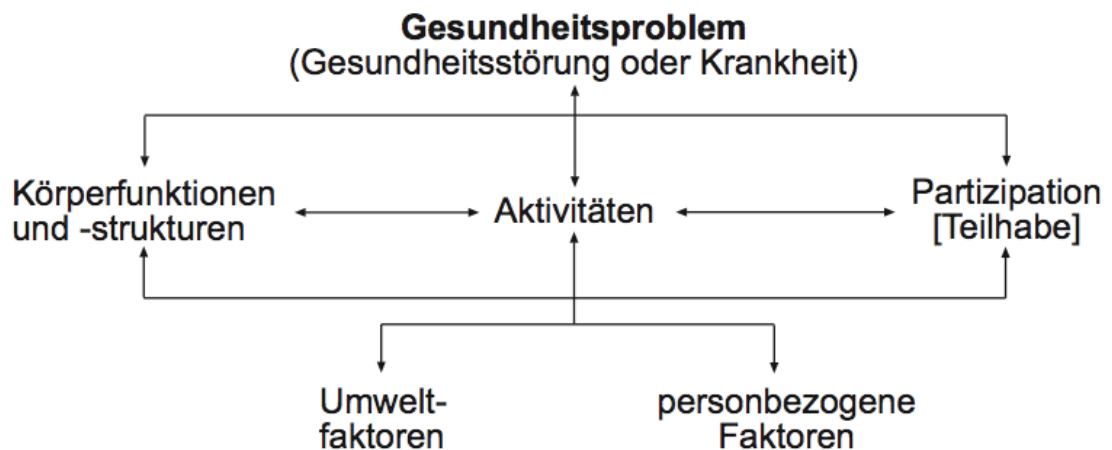 Gesundheitsproblem
(Gesundheitsstörung oder Krankheit)
Körperfunktionen
und -strukturen
Aktivitäten
Partizipation
[Teilhabe]
Umwelt-
faktoren
personbezogene
Faktoren